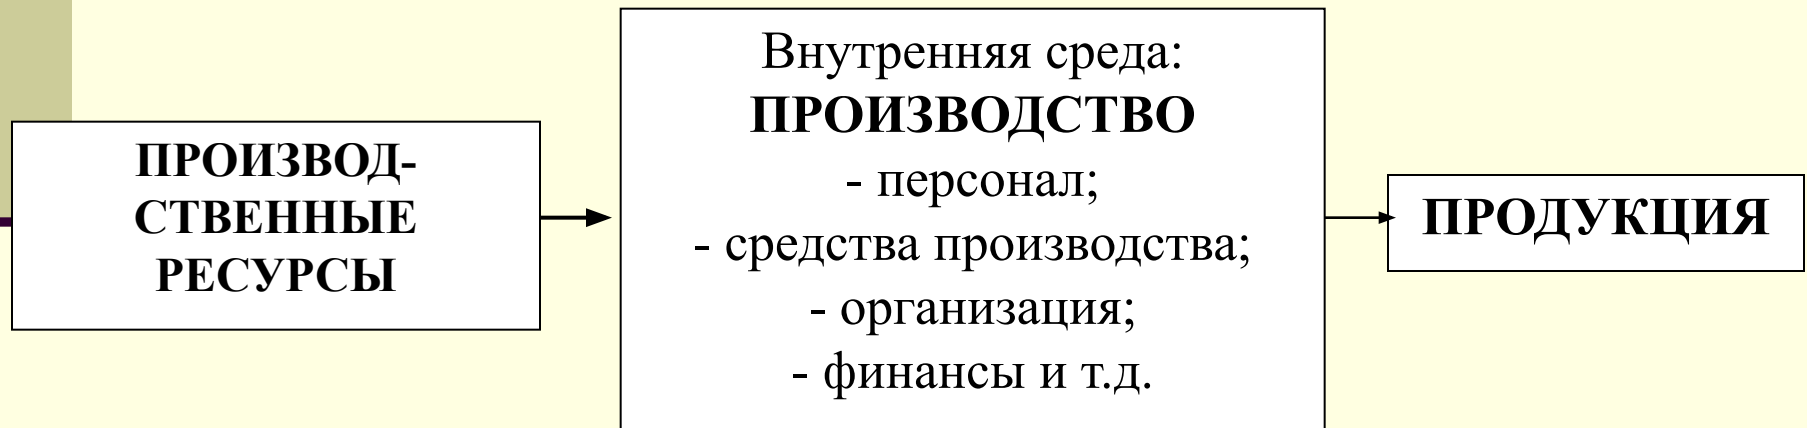 ПРОИЗВОД-
СТВЕННЫЕ
РЕСУРСЫ
Внутренняя среда:
ПРОИЗВОДСТВО
- персонал;
- средства производства;
- организация;
- финансы и т.д.
ПРОДУКЦИЯ